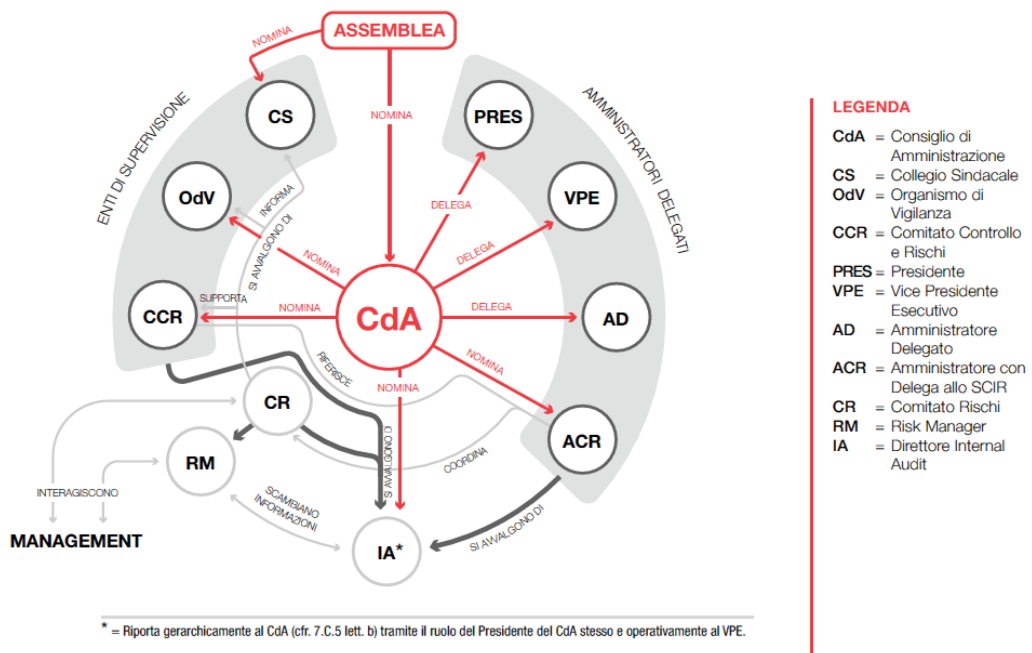 ASSEMBLEA
NOMINA
NOMINA
ENTI DI SUPERVISIONE
AMMINISTRATORI DELEGATI
CS
OdV
CCR
PRES
VPE
AD
ACR
CdA
INFORMA
SI AVVALGONO DI
SUPPORTA
NOMINA
NOMINA
DELEGA
DELEGA
DELEGA
NOMINA
NOMINA
RIFERISCE
CR
RM
SI AVVALGONO DI
COORDINA
SCAMBIANO
INFORMAZIONI
SI AVVALGONO DI
INTERAGISCONO
MANAGEMENT
IA*
* = Riporta gerarchicamente al CdA (cfr. 7.C.5 lett. b) tramite il ruolo del Presidente del CdA stesso e operativamente al VPE.
LEGENDA
CdA = Consiglio di
Amministrazione
CS = Collegio Sindacale
OdV = Organismo di
Vigilanza
CCR = Comitato Controllo
e Rischi
PRES = Presidente
VPE = Vice Presidente
Esecutivo
AD = Amministratore
Delegato
ACR = Amministratore con
Delega allo SCIR
CR = Comitato Rischi
RM = Risk Manager
IA = Direttore Internal
Audit